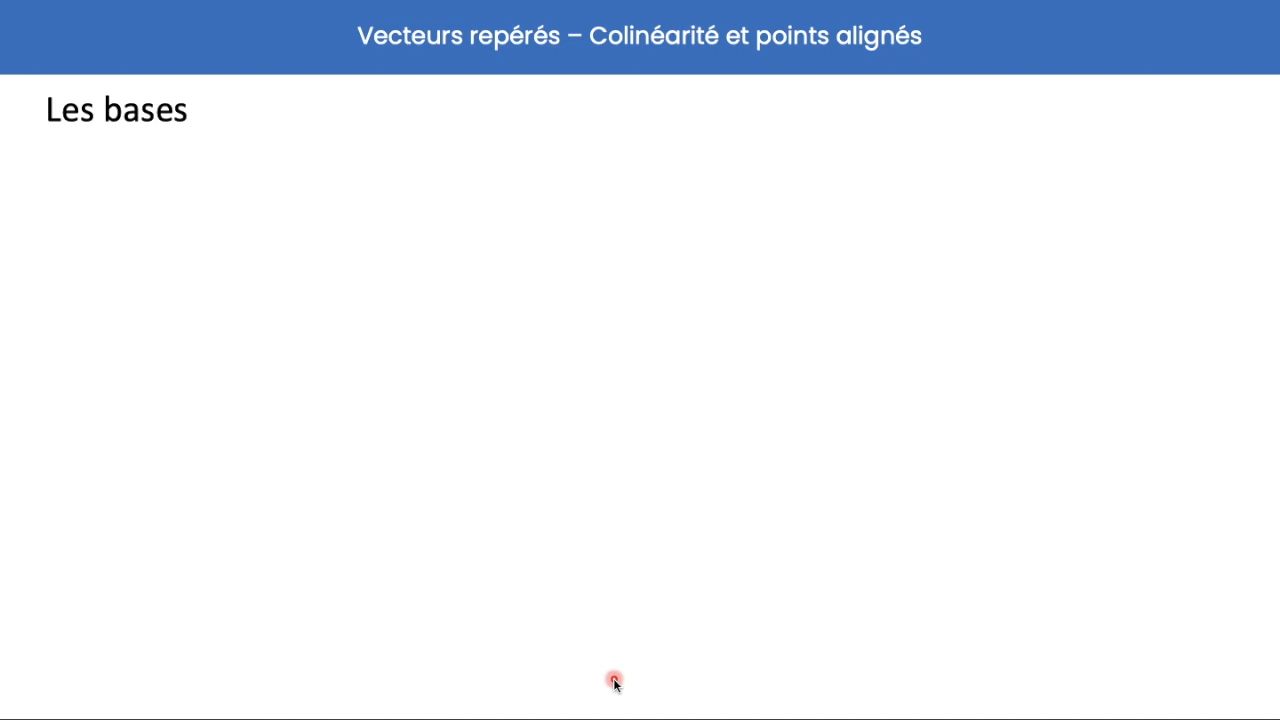 Vecteurs repérés – Colinéarité et points alignés
Les bases